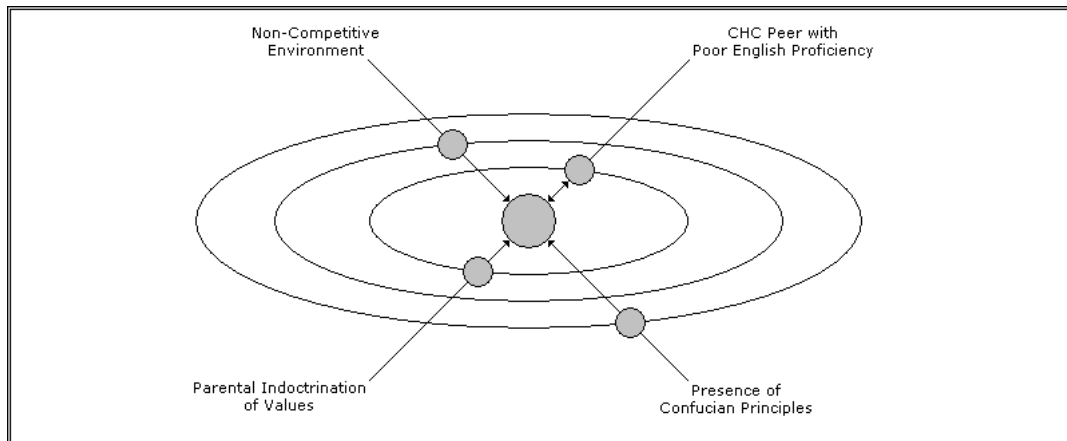 Non-Competitive
Environment
CHC Peer with
Poor English Proficiency
Parental Indoctrination
of Values
Presence of
Confucian Principles